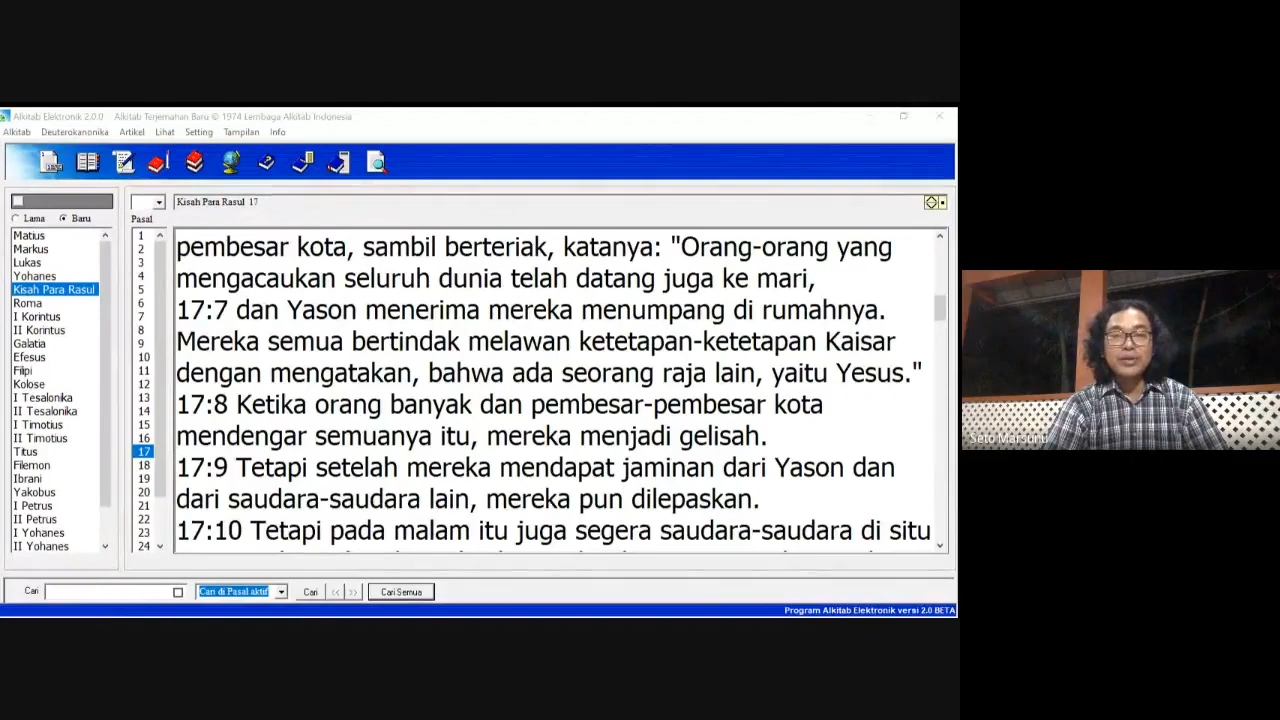 Alkitab Elektronik 2.0.0 Alkitab Terjemahan Baru © 1974 Lembaga Alkitab Indonesia
Alkitab Deuterokanonika Artikel Lihat Setting Tampilan Info
Kisah Para Rasul 17
Lama Baru
Pasal
Matius
Markus
Lukas
Yohanes
Kisah Para Rasul
Roma
I Korintus
II Korintus
Galatia
Efesus
Filipi
Kolose
I Tesalonika
II Tesalonika
I Timotius
II Timotius
Titus
Filemon
Ibrani
Yakobus
I Petrus
II Petrus
I Yohanes
II Yohanes
1
2
3
4
5
6
7
8
9
10
11
12
13
14
15
16
17
18
19
20
21
22
23
24
pembesar kota, sambil berteriak, katanya: "Orang-orang yang
mengacaukan seluruh dunia telah datang juga ke mari,
17:7 dan Yason menerima mereka menumpang di rumahnya.
Mereka semua bertindak melawan ketetapan-ketetapan Kaisar
dengan mengatakan, bahwa ada seorang raja lain, yaitu Yesus."
17:8 Ketika orang banyak dan pembesar-pembesar kota
mendengar semuanya itu, mereka menjadi gelisah.
17:9 Tetapi setelah mereka mendapat jaminan dari Yason dan
dari saudara-saudara lain, mereka pun dilepaskan.
17:10 Tetapi pada malam itu juga segera saudara-saudara di situ
Cari Cari di Pasal aktif Cari << >> Cari Semua
Program Alkitab Elektronik versi 2.0 BETA
Seto Marsunu